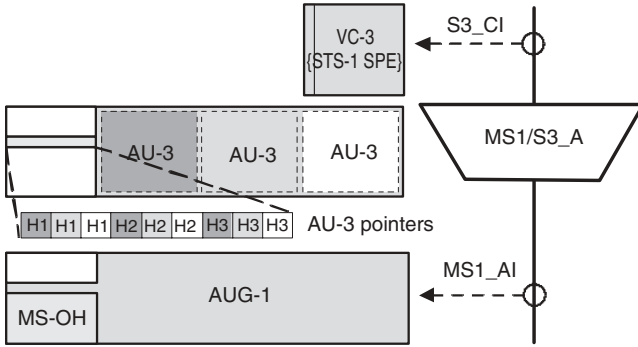 VC-3
{STS-1 SPE}
S3_CI
AU-3 AU-3 AU-3
MS1/S3_A
H1 H1 H1 H2 H2 H2 H3 H3 H3
AU-3 pointers
MS1_AI
AUG-1
MS-OH